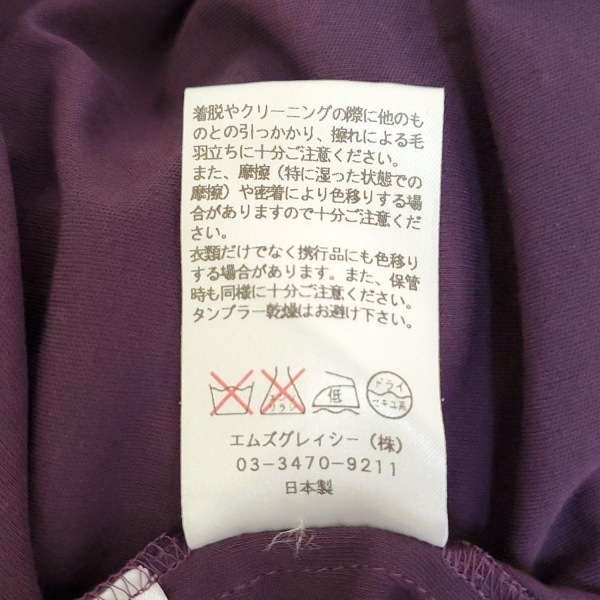 着脱やクリーニングの際に他のも
のとの引っかかり、擦れによる毛
羽立ちに十分ご注意ください。
また、摩擦（特に湿った状態での
摩擦）や密着により色移りする場
合がありますので十分ご注意くださ
い。
衣類だけでなく携行品にも色移り
する場合があります。また、保管
時も同様に十分ご注意ください。
タンブラー乾燥はお避け下さい。
低
ドライ
セキユ系
エムズグレィシー（株）
03-3470-9211
日本製